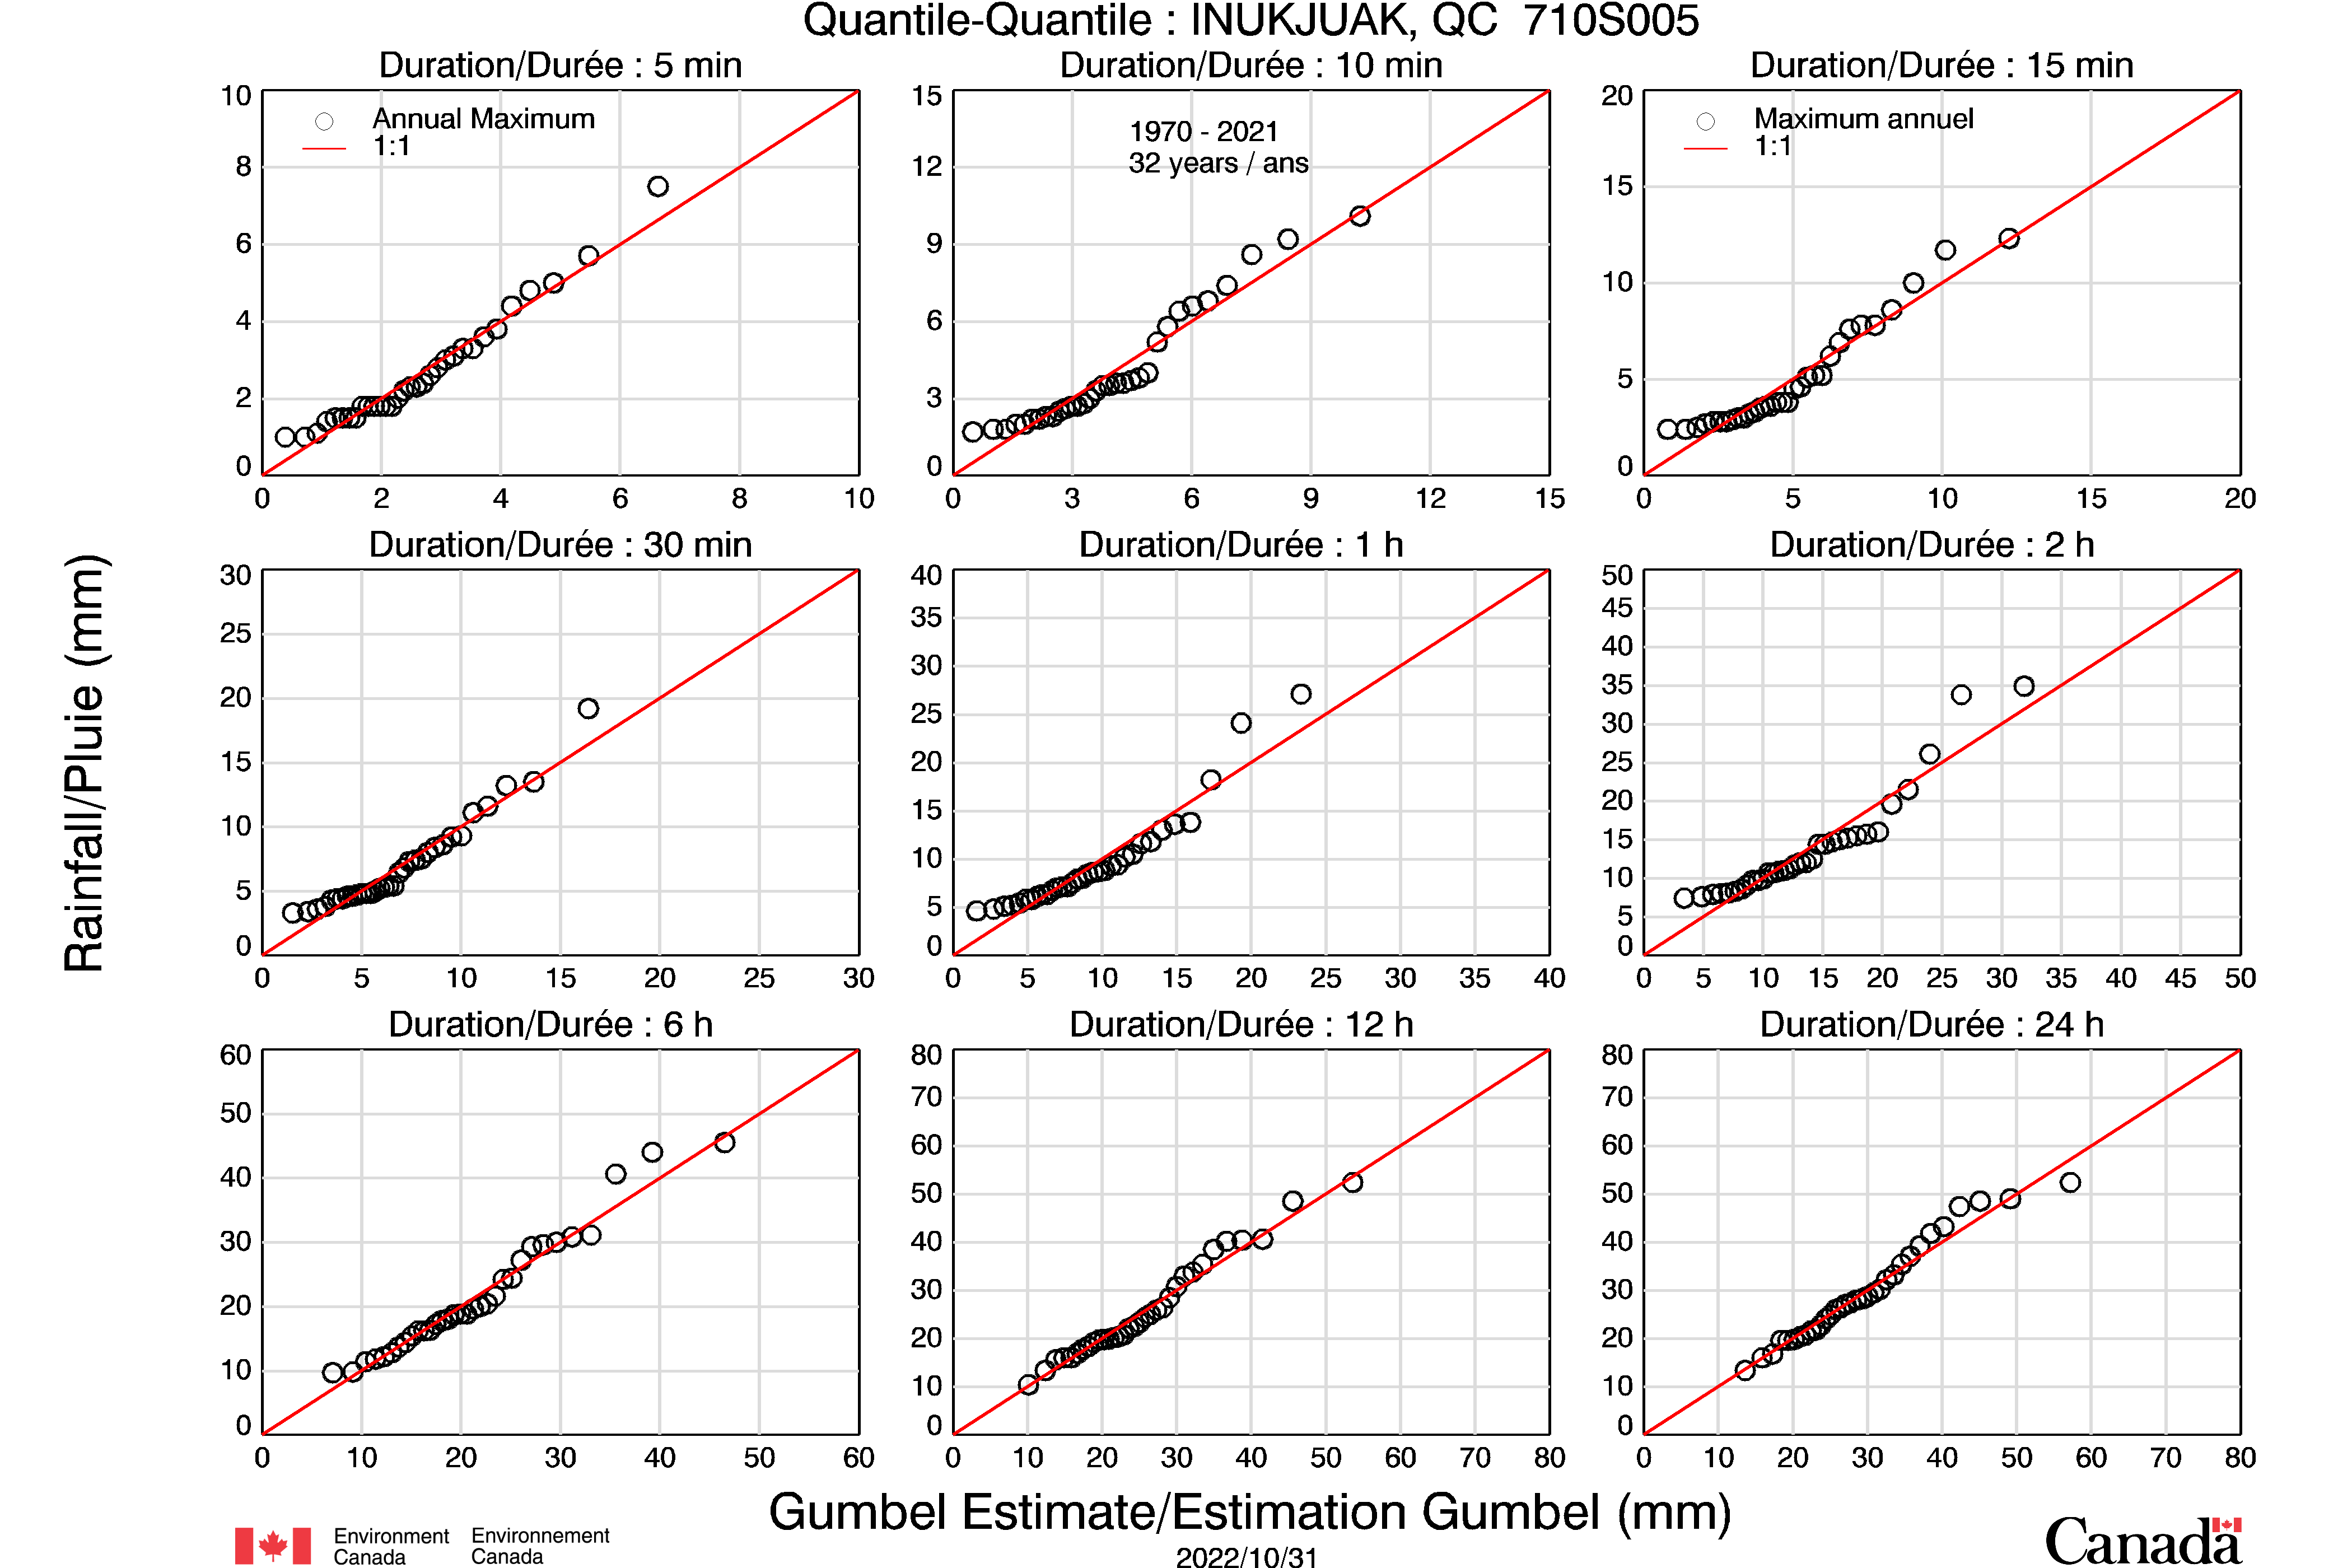 Quantile-Quantile : INUKJUAK, QC 710S005
Duration/Durée : 5 min
Duration/Durée : 10 min
Duration/Durée : 15 min
10
8
6
4
2
0
Annual Maximum
1:1
0 2 4 6 8 10
15
12
9
6
3
0
1970 - 2021
32 years / ans
0 3 6 9 12 15
20
15
10
5
0
Maximum annuel
1:1
0 5 10 15 20
Rainfall/Pluie (mm)
Duration/Durée : 30 min
Duration/Durée : 1 h
Duration/Durée : 2 h
30
25
20
15
10
5
0
0 5 10 15 20 25 30
40
35
30
25
20
15
10
5
0
0 5 10 15 20 25 30 35 40
50
45
40
35
30
25
20
15
10
5
0
0 5 10 15 20 25 30 35 40 45 50
Duration/Durée : 6 h
Duration/Durée : 12 h
Duration/Durée : 24 h
60
50
40
30
20
10
0
0 10 20 30 40 50 60
80
70
60
50
40
30
20
10
0
0 10 20 30 40 50 60 70 80
80
70
60
50
40
30
20
10
0
0 10 20 30 40 50 60 70 80
Gumbel Estimate/Estimation Gumbel (mm)
Environment Environnement
Canada Canada
2022/10/31
Canada